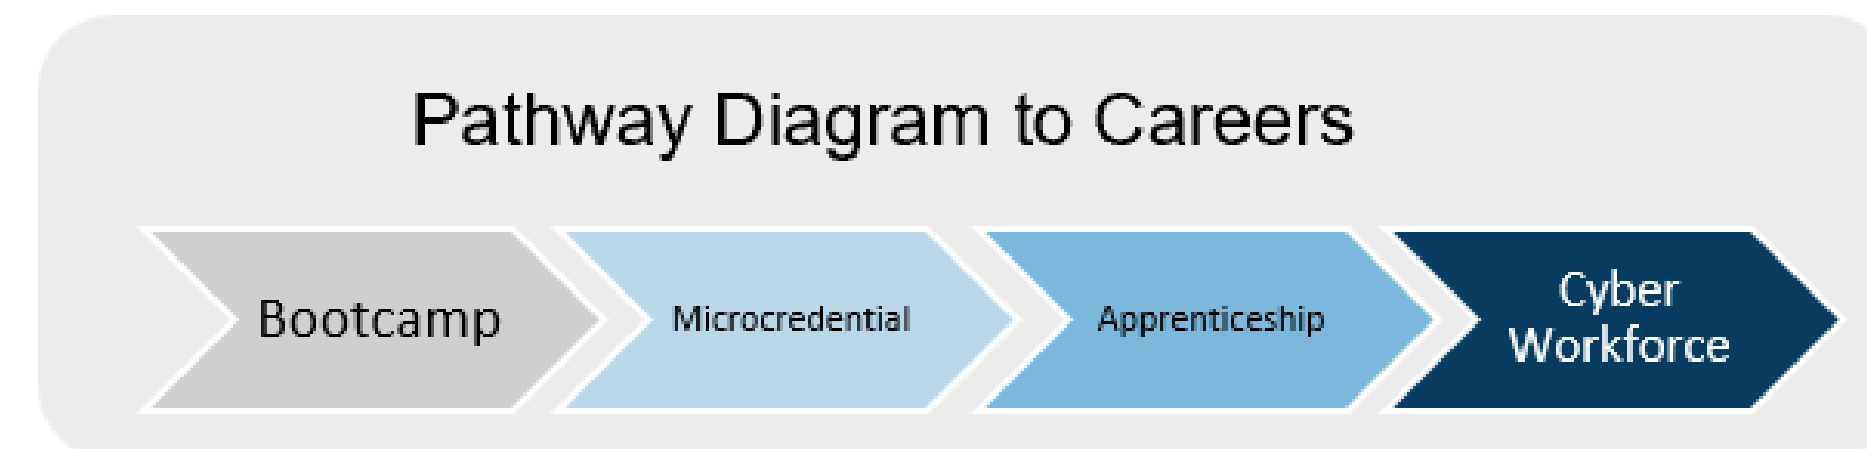 Pathway Diagram to Careers
Bootcamp
Microcredential
Apprenticeship
Cyber
Workforce